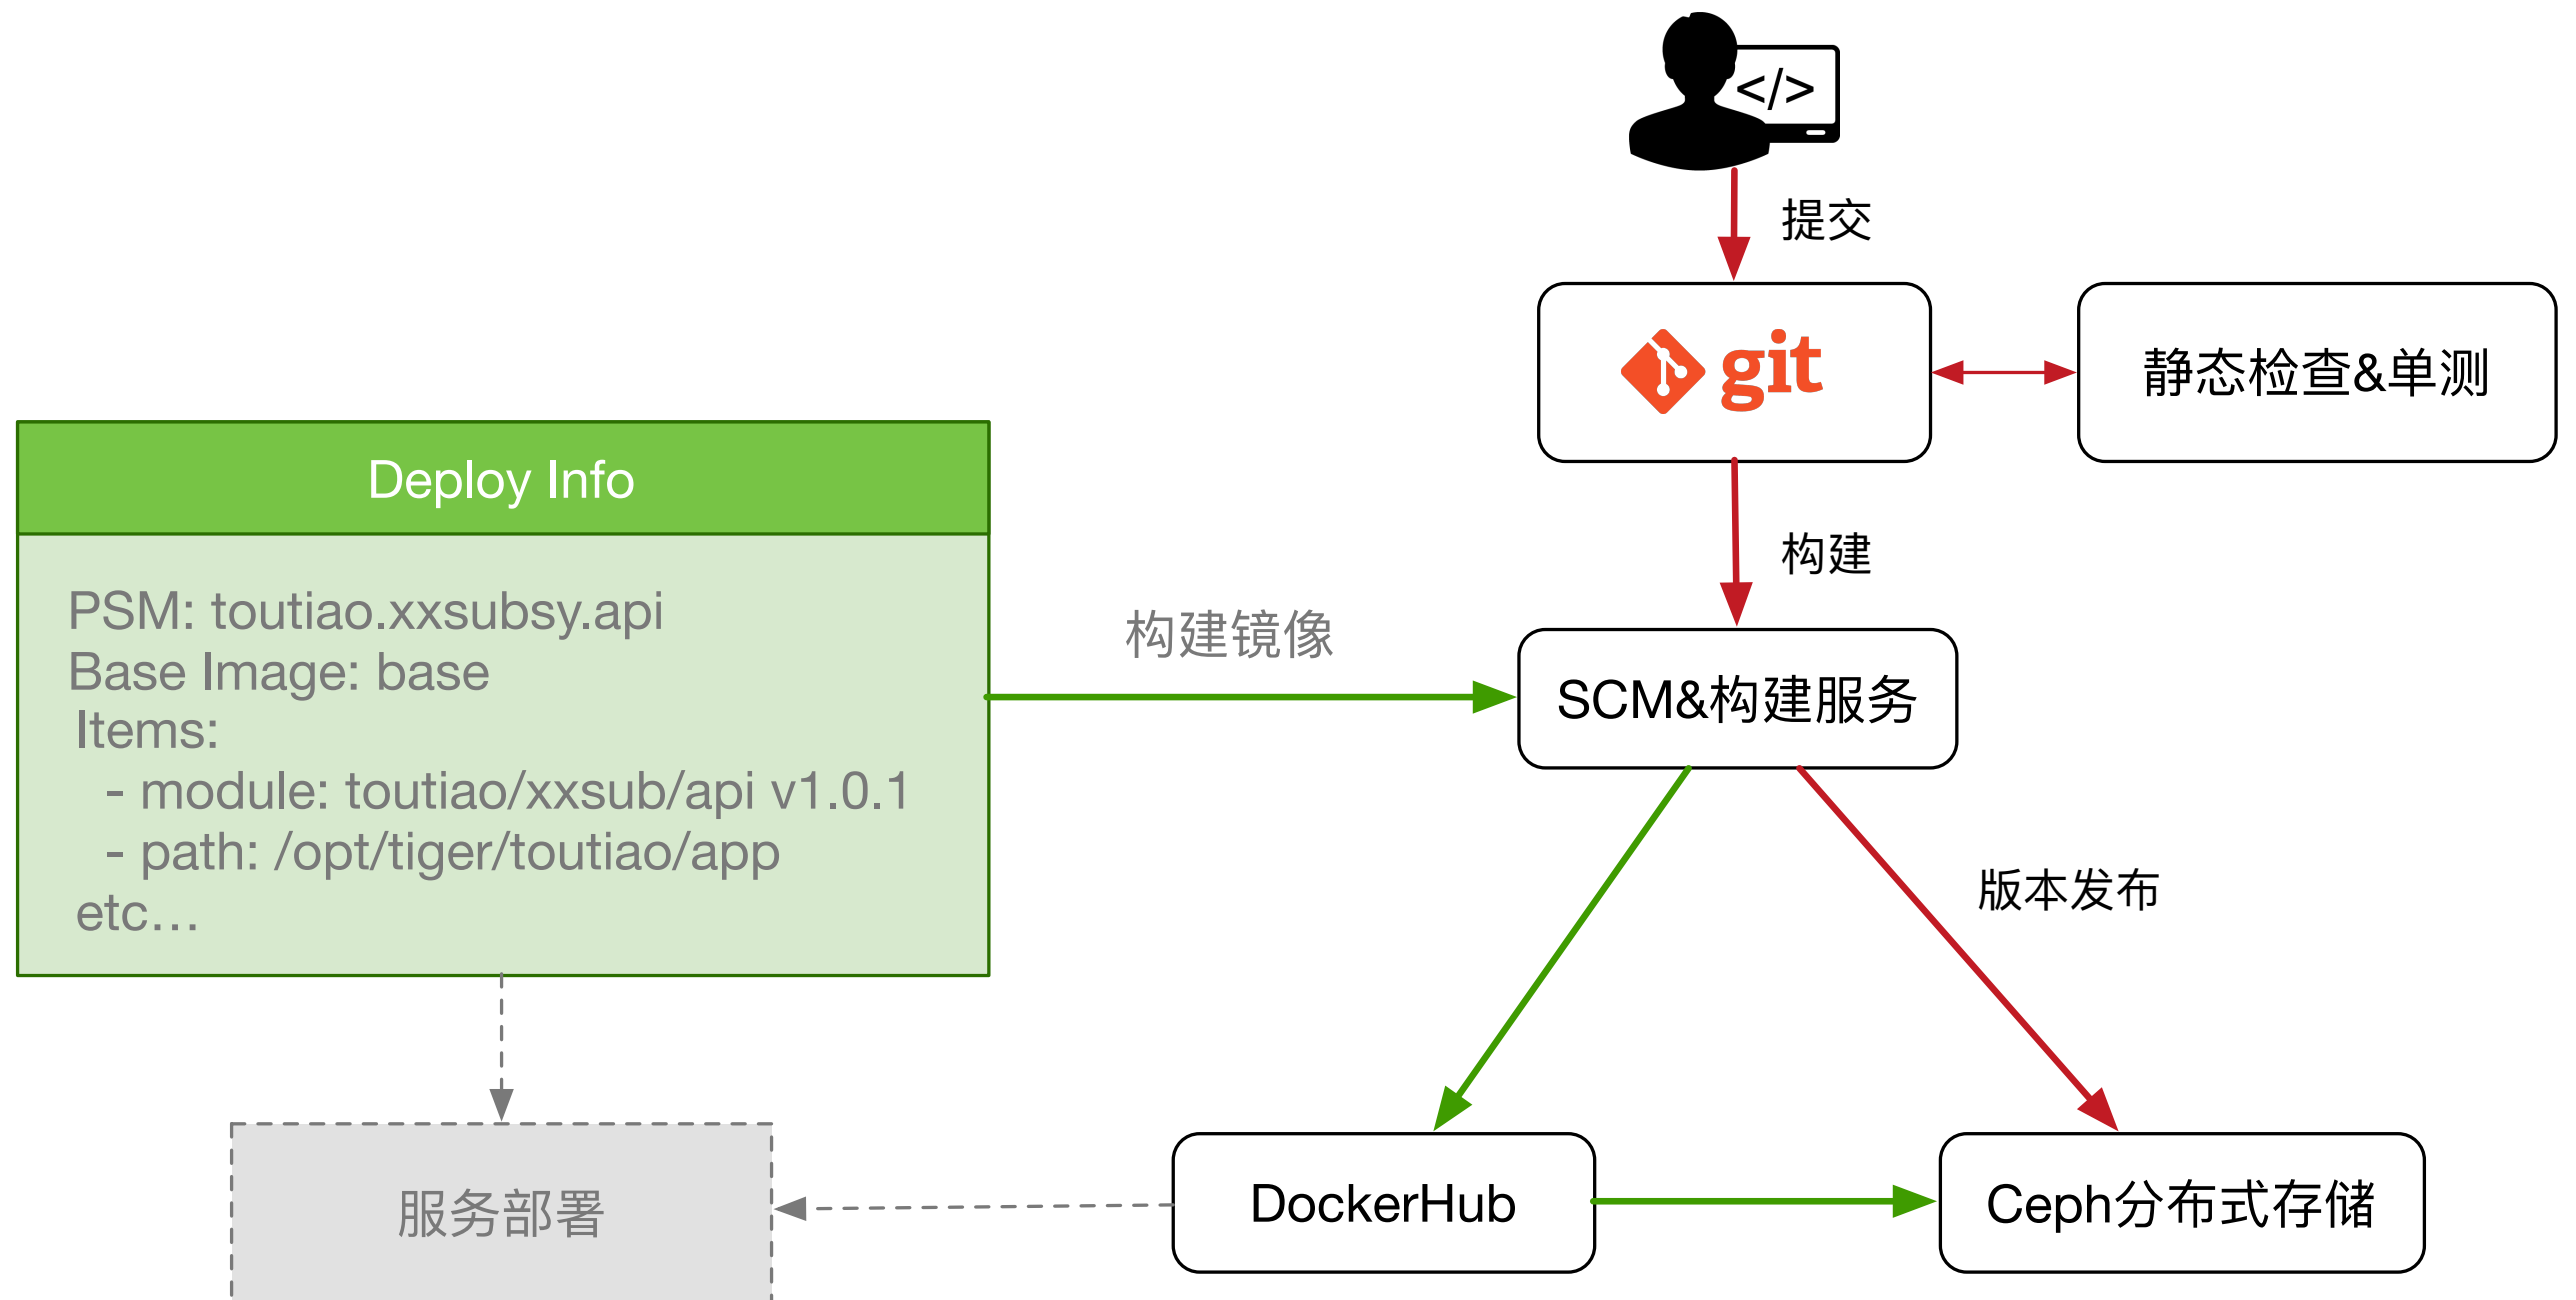 </>
提交
git
静态检查&单测
Deploy Info
PSM: toutiao.xxsubsy.api
Base Image: base
Items:
- module: toutiao/xxsub/api v1.0.1
- path: /opt/tiger/toutiao/app
etc...
构建
构建镜像
SCM&构建服务
版本发布
服务部署
DockerHub
Ceph分布式存储